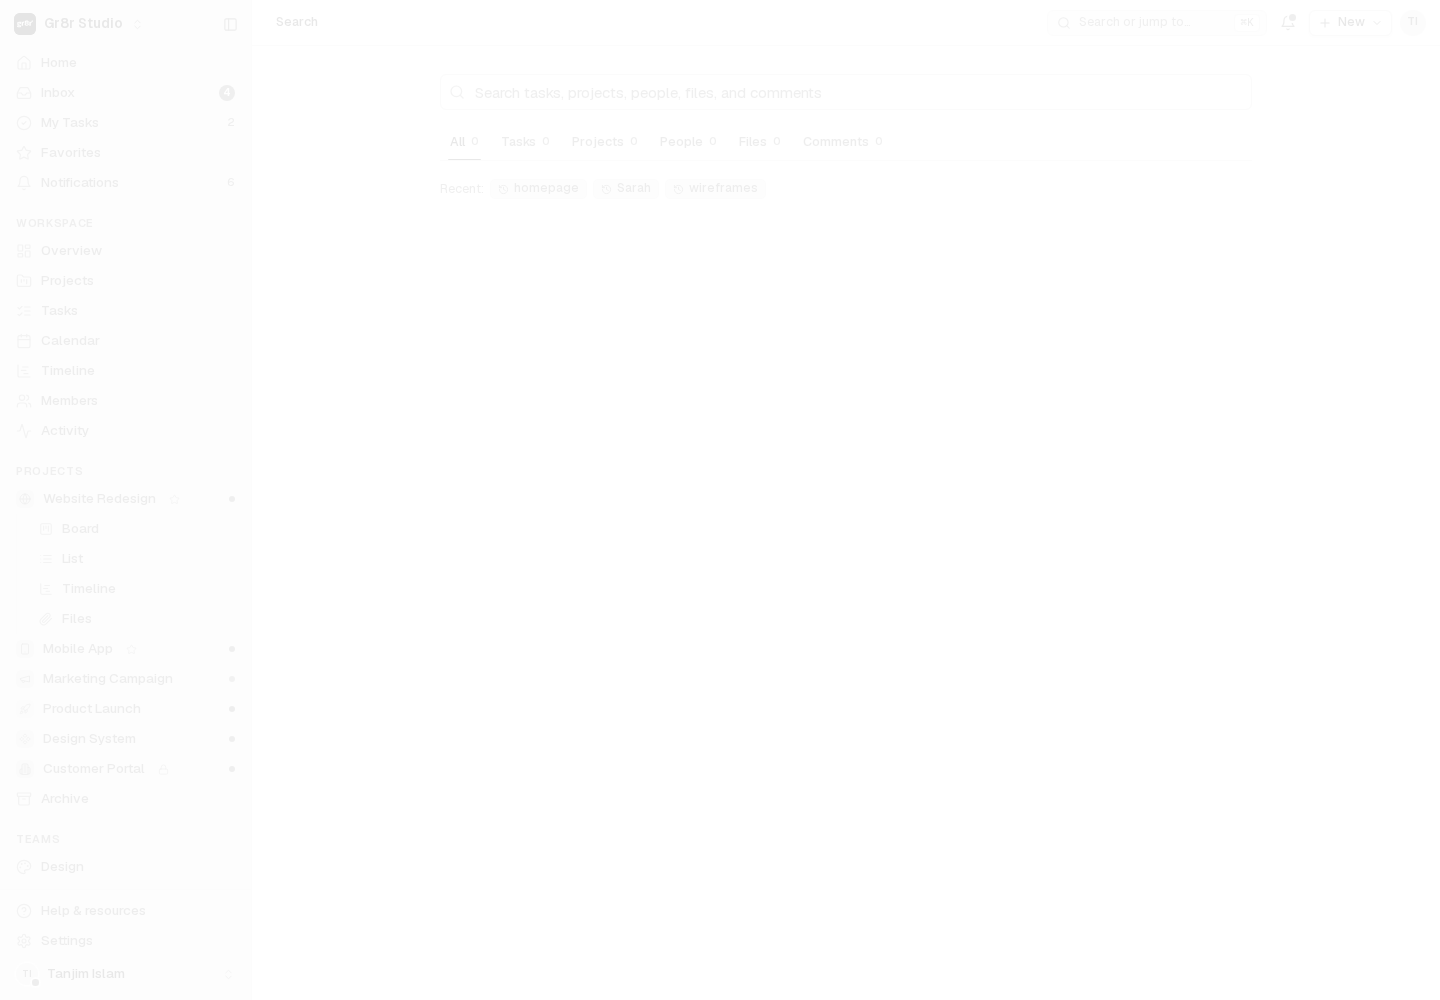 gr8r
Gr8r Studio
Search
Search or jump to...
⌘K
New
TI
Home
Inbox 4
My Tasks 2
Favorites
Notifications 6
WORKSPACE
Overview
Projects
Tasks
Calendar
Timeline
Members
Activity
PROJECTS
Website Redesign
Board
List
Timeline
Files
Mobile App
Marketing Campaign
Product Launch
Design System
Customer Portal
Archive
TEAMS
Design
Help & resources
Settings
TI Tanjim Islam
Search tasks, projects, people, files, and comments
All 0 Tasks 0 Projects 0 People 0 Files 0 Comments 0
Recent: homepage Sarah wireframes